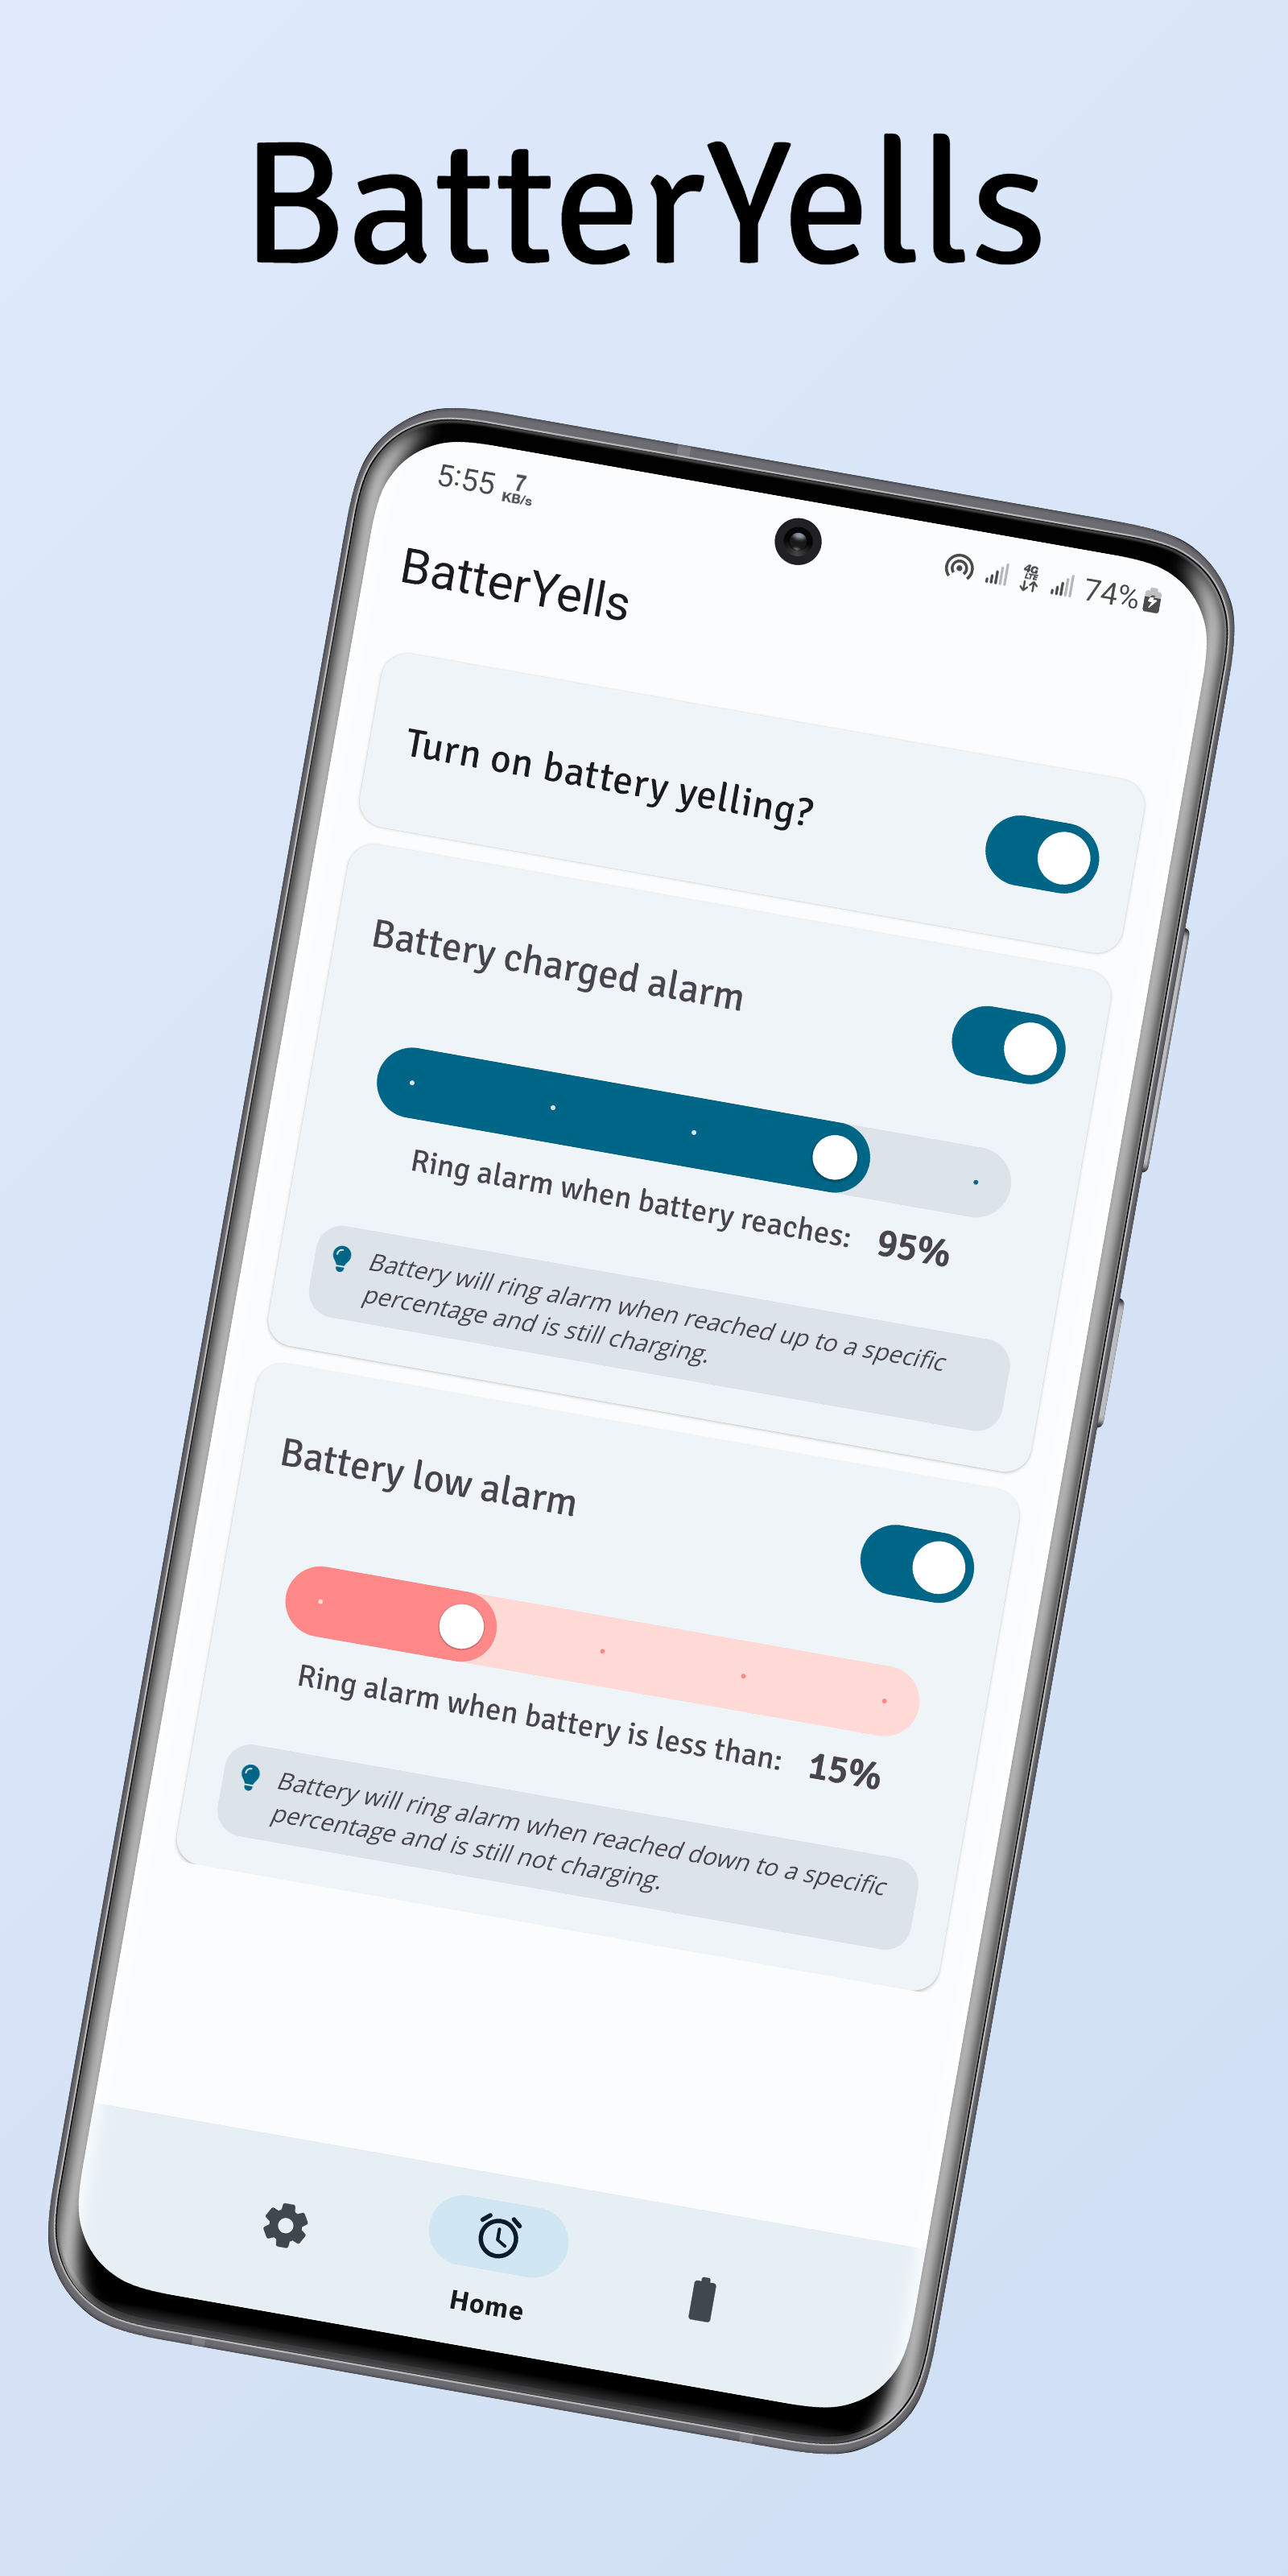 BatterYells
5:55 7 KB/s
4G LTE 74%
BatterYells
Turn on battery yelling?
Battery charged alarm
Ring alarm when battery reaches: 95%
Battery will ring alarm when reached up to a specific
percentage and is still charging.
Battery low alarm
Ring alarm when battery is less than: 15%
Battery will ring alarm when reached down to a specific
percentage and is still not charging.
Home